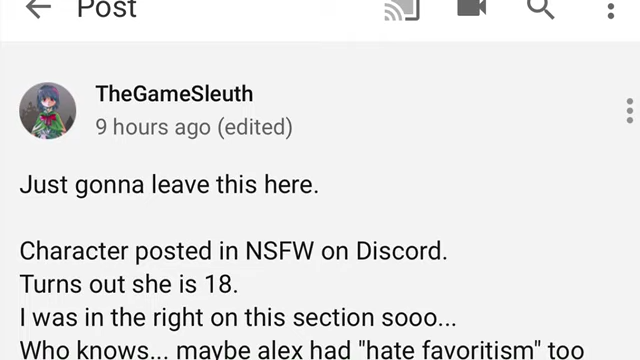 Post
TheGameSleuth
9 hours ago (edited)
Just gonna leave this here.
Character posted in NSFW on Discord.
Turns out she is 18.
I was in the right on this section sooo...
Who knows... maybe alex had "hate favoritism" too